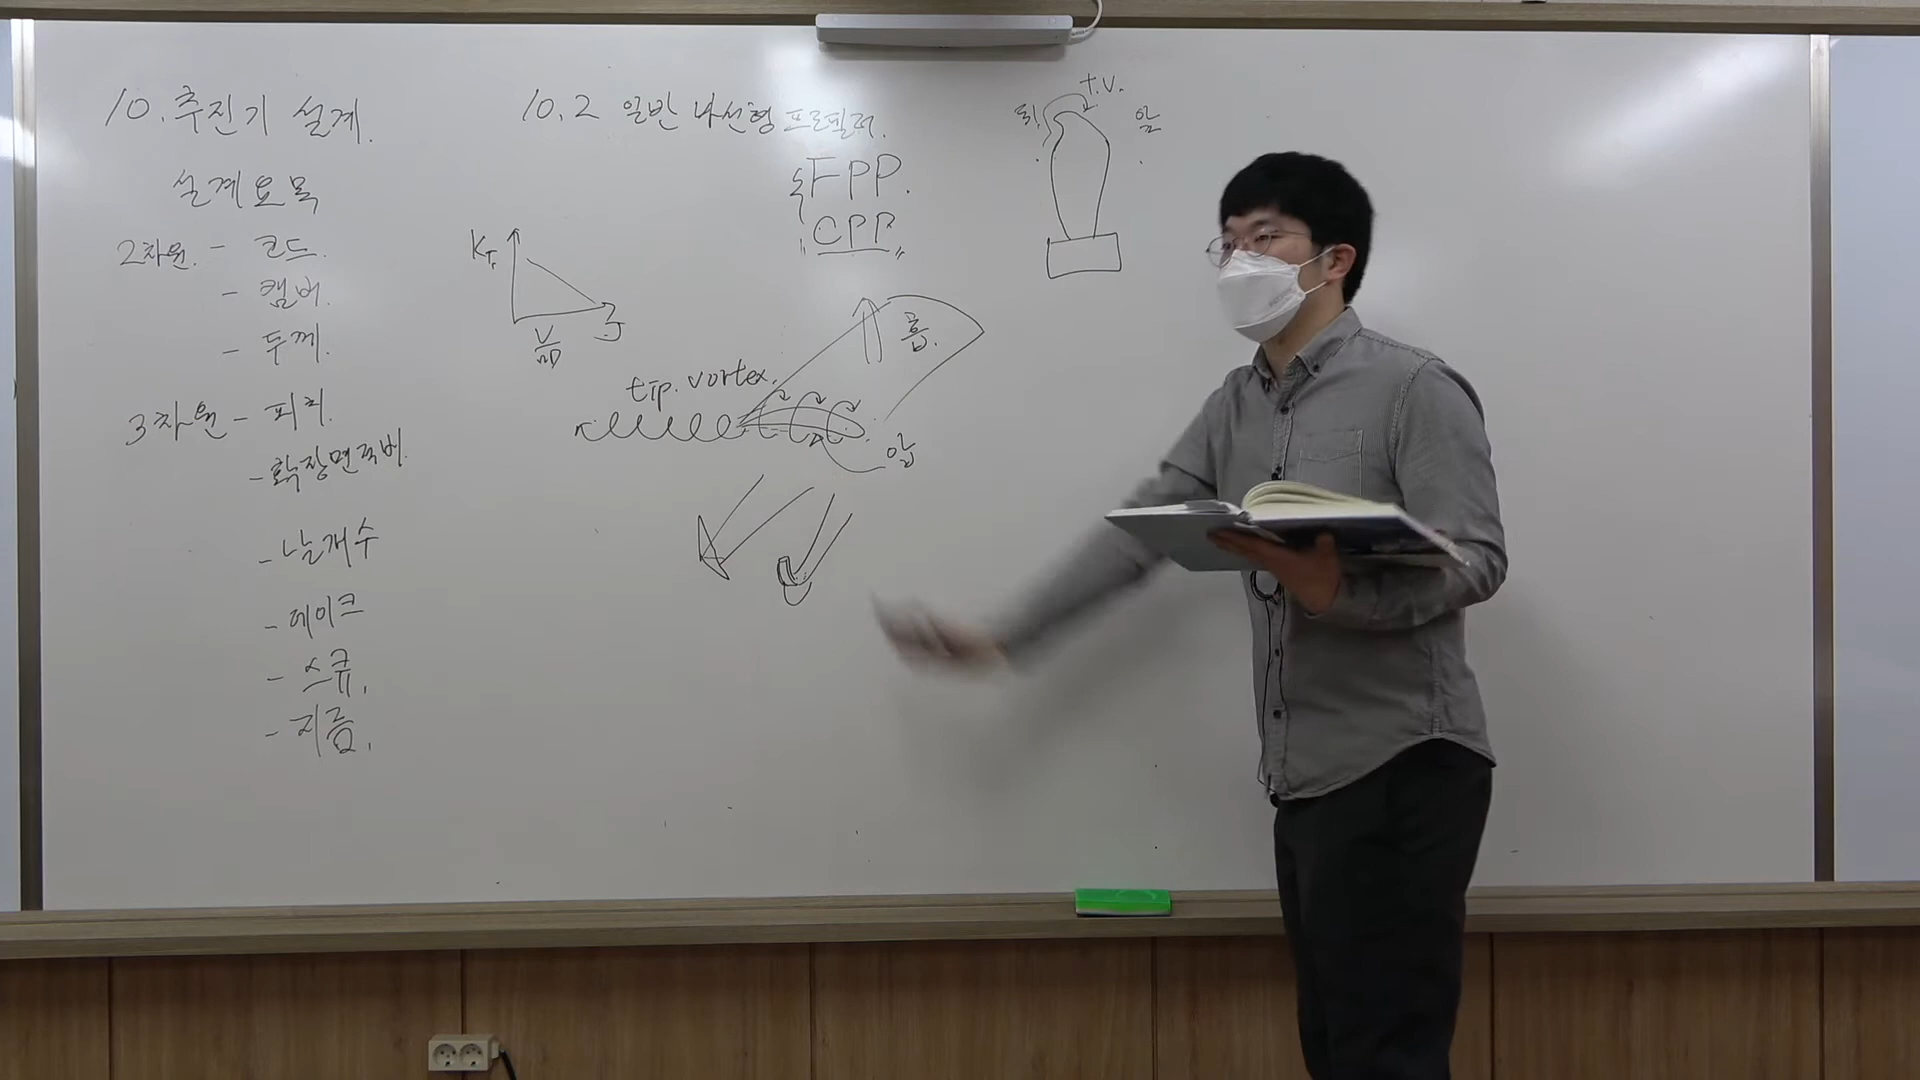 10. 추진기 설계.
설계요목
2차원. - 코드.
- 캠버.
- 두께.
3차원 - 피치.
- 확장면적비.
- 날개수
- 레이크
- 스큐.
- 지름.
10.2 일반 나선형 프로펠러.
FPP.
"CPP"
KT
J
V
nD
tip. vortex.
흡.
압
t.V.
뒤
앞